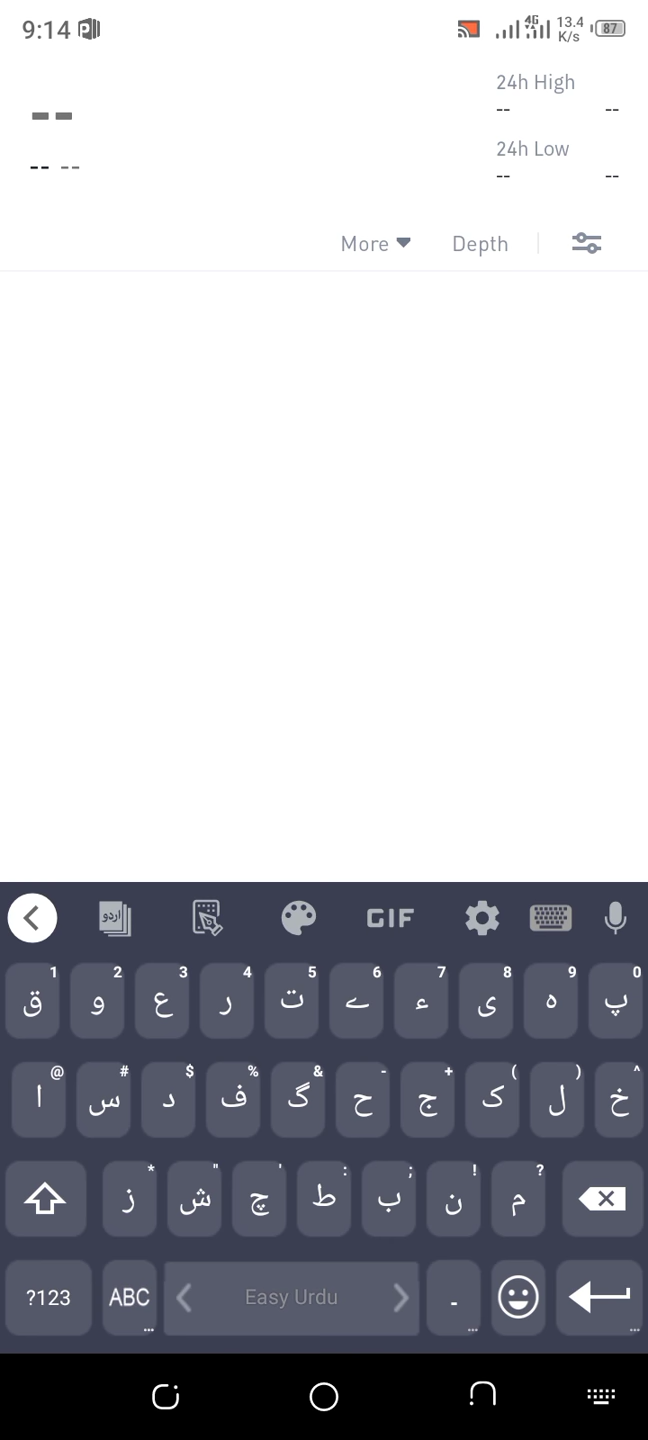 9:14
4G 13.4 K/s 87
24h High
-- -- --
-- -- 24h Low
-- --
More Depth
اردو GIF
ق 1 و 2 ع 3 ر 4 ت 5 ے 6 ء 7 ی 8 ہ 9 پ 0
ا @ س # د $ ف % گ & ح - ج + ک ( ل ) خ ^
ز * ش " چ ' ط : ب ; ن ! م ?
?123 ABC ... Easy Urdu ۔ ... ...